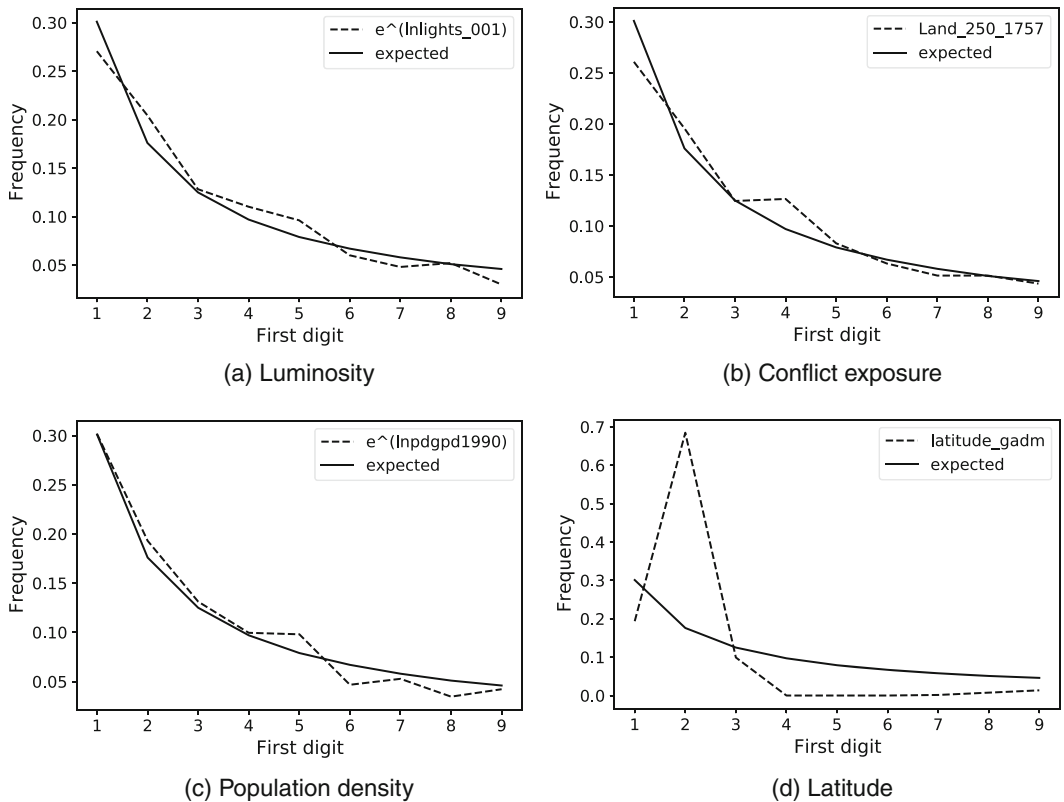 0.30
0.25
0.20
0.15
0.10
0.05
Frequency
e^(lnlights_001)
expected
1 2 3 4 5 6 7 8 9
First digit
(a) Luminosity
0.30
0.25
0.20
0.15
0.10
0.05
Frequency
Land_250_1757
expected
1 2 3 4 5 6 7 8 9
First digit
(b) Conflict exposure
0.30
0.25
0.20
0.15
0.10
0.05
Frequency
e^(lnpdgpd1990)
expected
1 2 3 4 5 6 7 8 9
First digit
(c) Population density
0.7
0.6
0.5
0.4
0.3
0.2
0.1
0.0
Frequency
latitude_gadm
expected
1 2 3 4 5 6 7 8 9
First digit
(d) Latitude